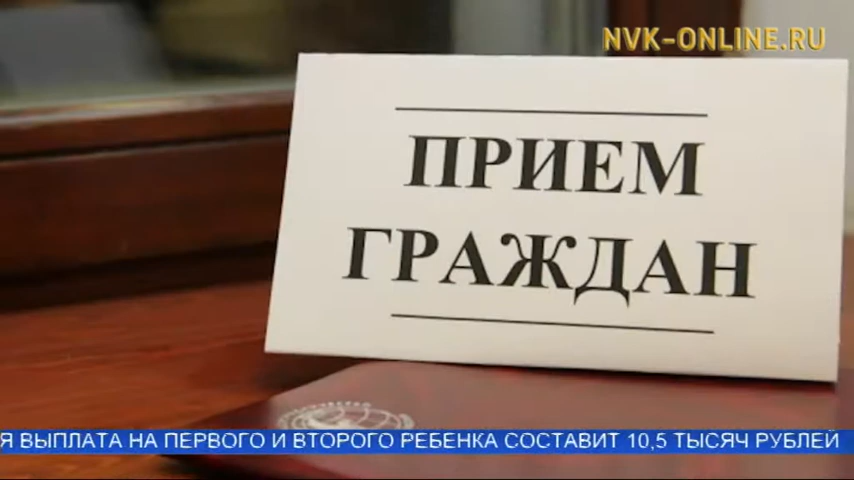 NVK-ONLINE.RU
ПРИЕМ
ГРАЖДАН
Я ВЫПЛАТА НА ПЕРВОГО И ВТОРОГО РЕБЕНКА СОСТАВИТ 10,5 ТЫСЯЧ РУБЛЕЙ